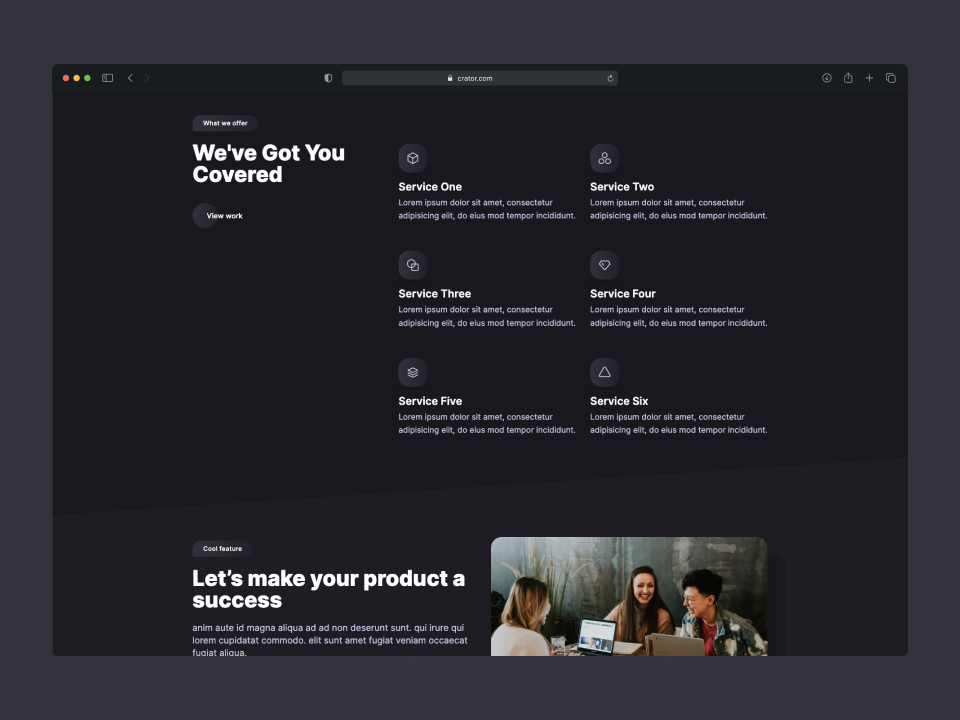 crator.com
What we offer
We've Got You
Covered
View work
Service One
Lorem ipsum dolor sit amet, consectetur
adipisicing elit, do eius mod tempor incididunt.
Service Two
Lorem ipsum dolor sit amet, consectetur
adipisicing elit, do eius mod tempor incididunt.
Service Three
Lorem ipsum dolor sit amet, consectetur
adipisicing elit, do eius mod tempor incididunt.
Service Four
Lorem ipsum dolor sit amet, consectetur
adipisicing elit, do eius mod tempor incididunt.
Service Five
Lorem ipsum dolor sit amet, consectetur
adipisicing elit, do eius mod tempor incididunt.
Service Six
Lorem ipsum dolor sit amet, consectetur
adipisicing elit, do eius mod tempor incididunt.
Cool feature
Let’s make your product a
success
anim aute id magna aliqua ad ad non deserunt sunt. qui irure qui
lorem cupidatat commodo. elit sunt amet fugiat veniam occaecat
fugiat aliqua.